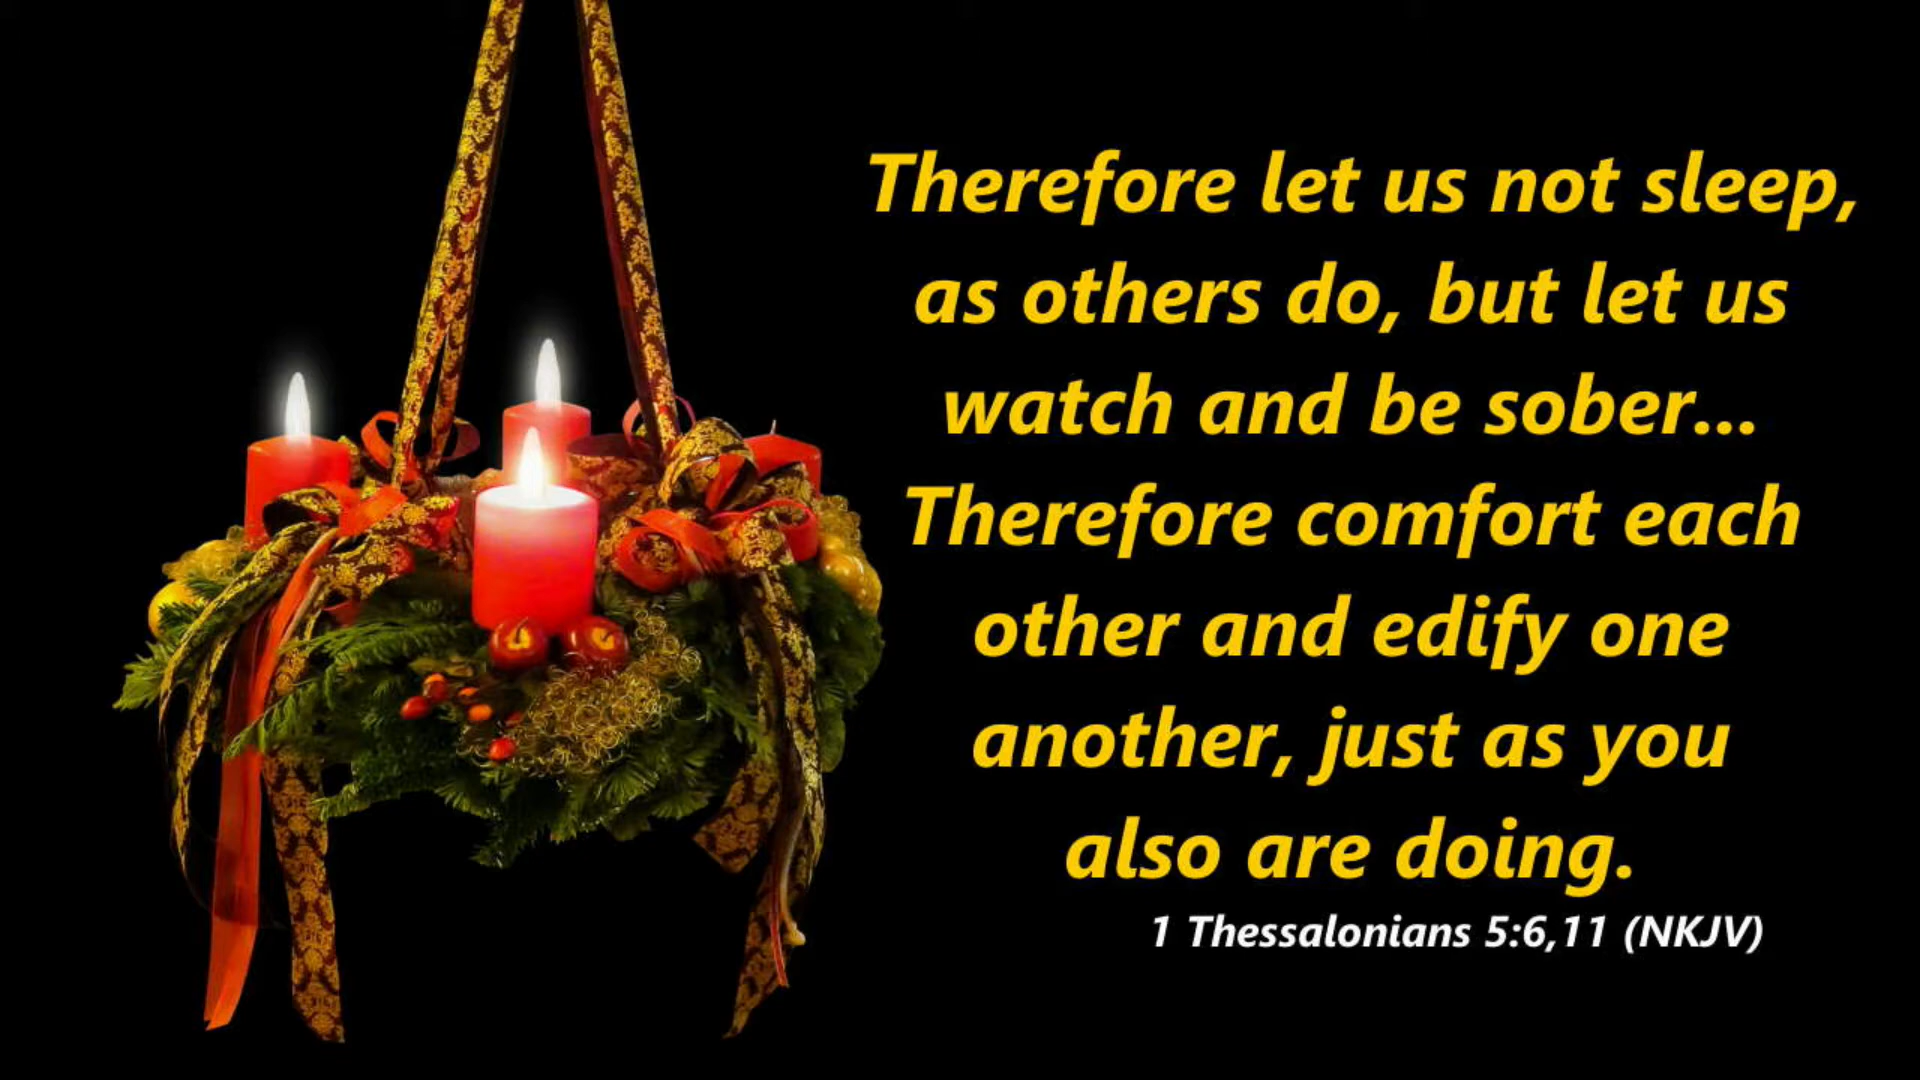 Therefore let us not sleep,
as others do, but let us
watch and be sober...
Therefore comfort each
other and edify one
another, just as you
also are doing.
1 Thessalonians 5:6,11 (NKJV)